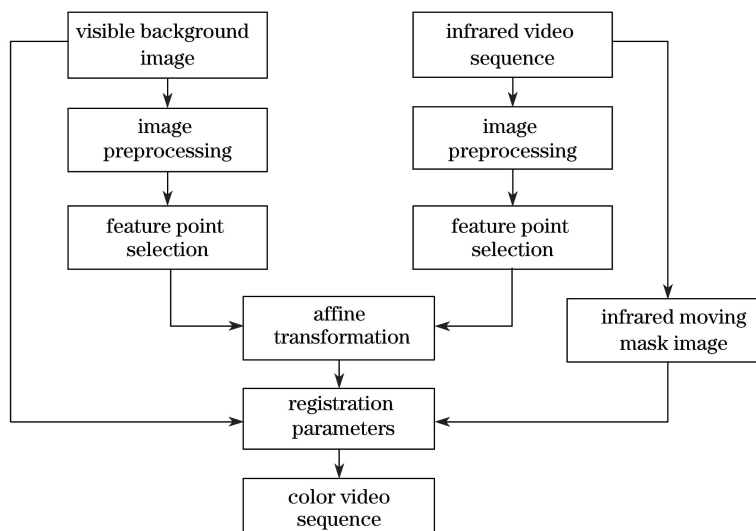 visible background
image
infrared video
sequence
image
preprocessing
image
preprocessing
feature point
selection
feature point
selection
affine
transformation
infrared moving
mask image
registration
parameters
color video
sequence